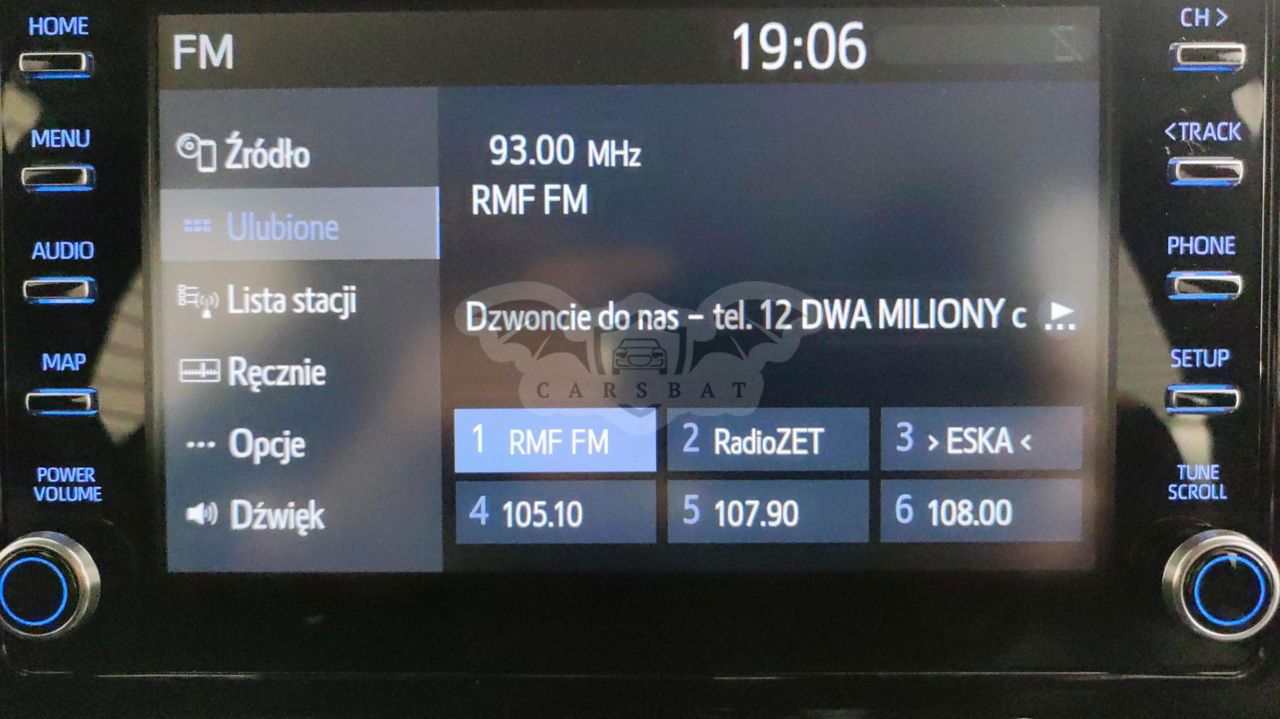 HOME
MENU
AUDIO
MAP
POWER
VOLUME
FM
19:06
Źródło
Ulubione
Lista stacji
Ręcznie
Opcje
Dźwięk
93.00 MHz
RMF FM
Dzwoncie do nas – tel. 12 DWA MILIONY c
CARSBAT
1 RMF FM
2 RadioZET
3 > ESKA <
4 105.10
5 107.90
6 108.00
CH >
<TRACK
PHONE
SETUP
TUNE
SCROLL